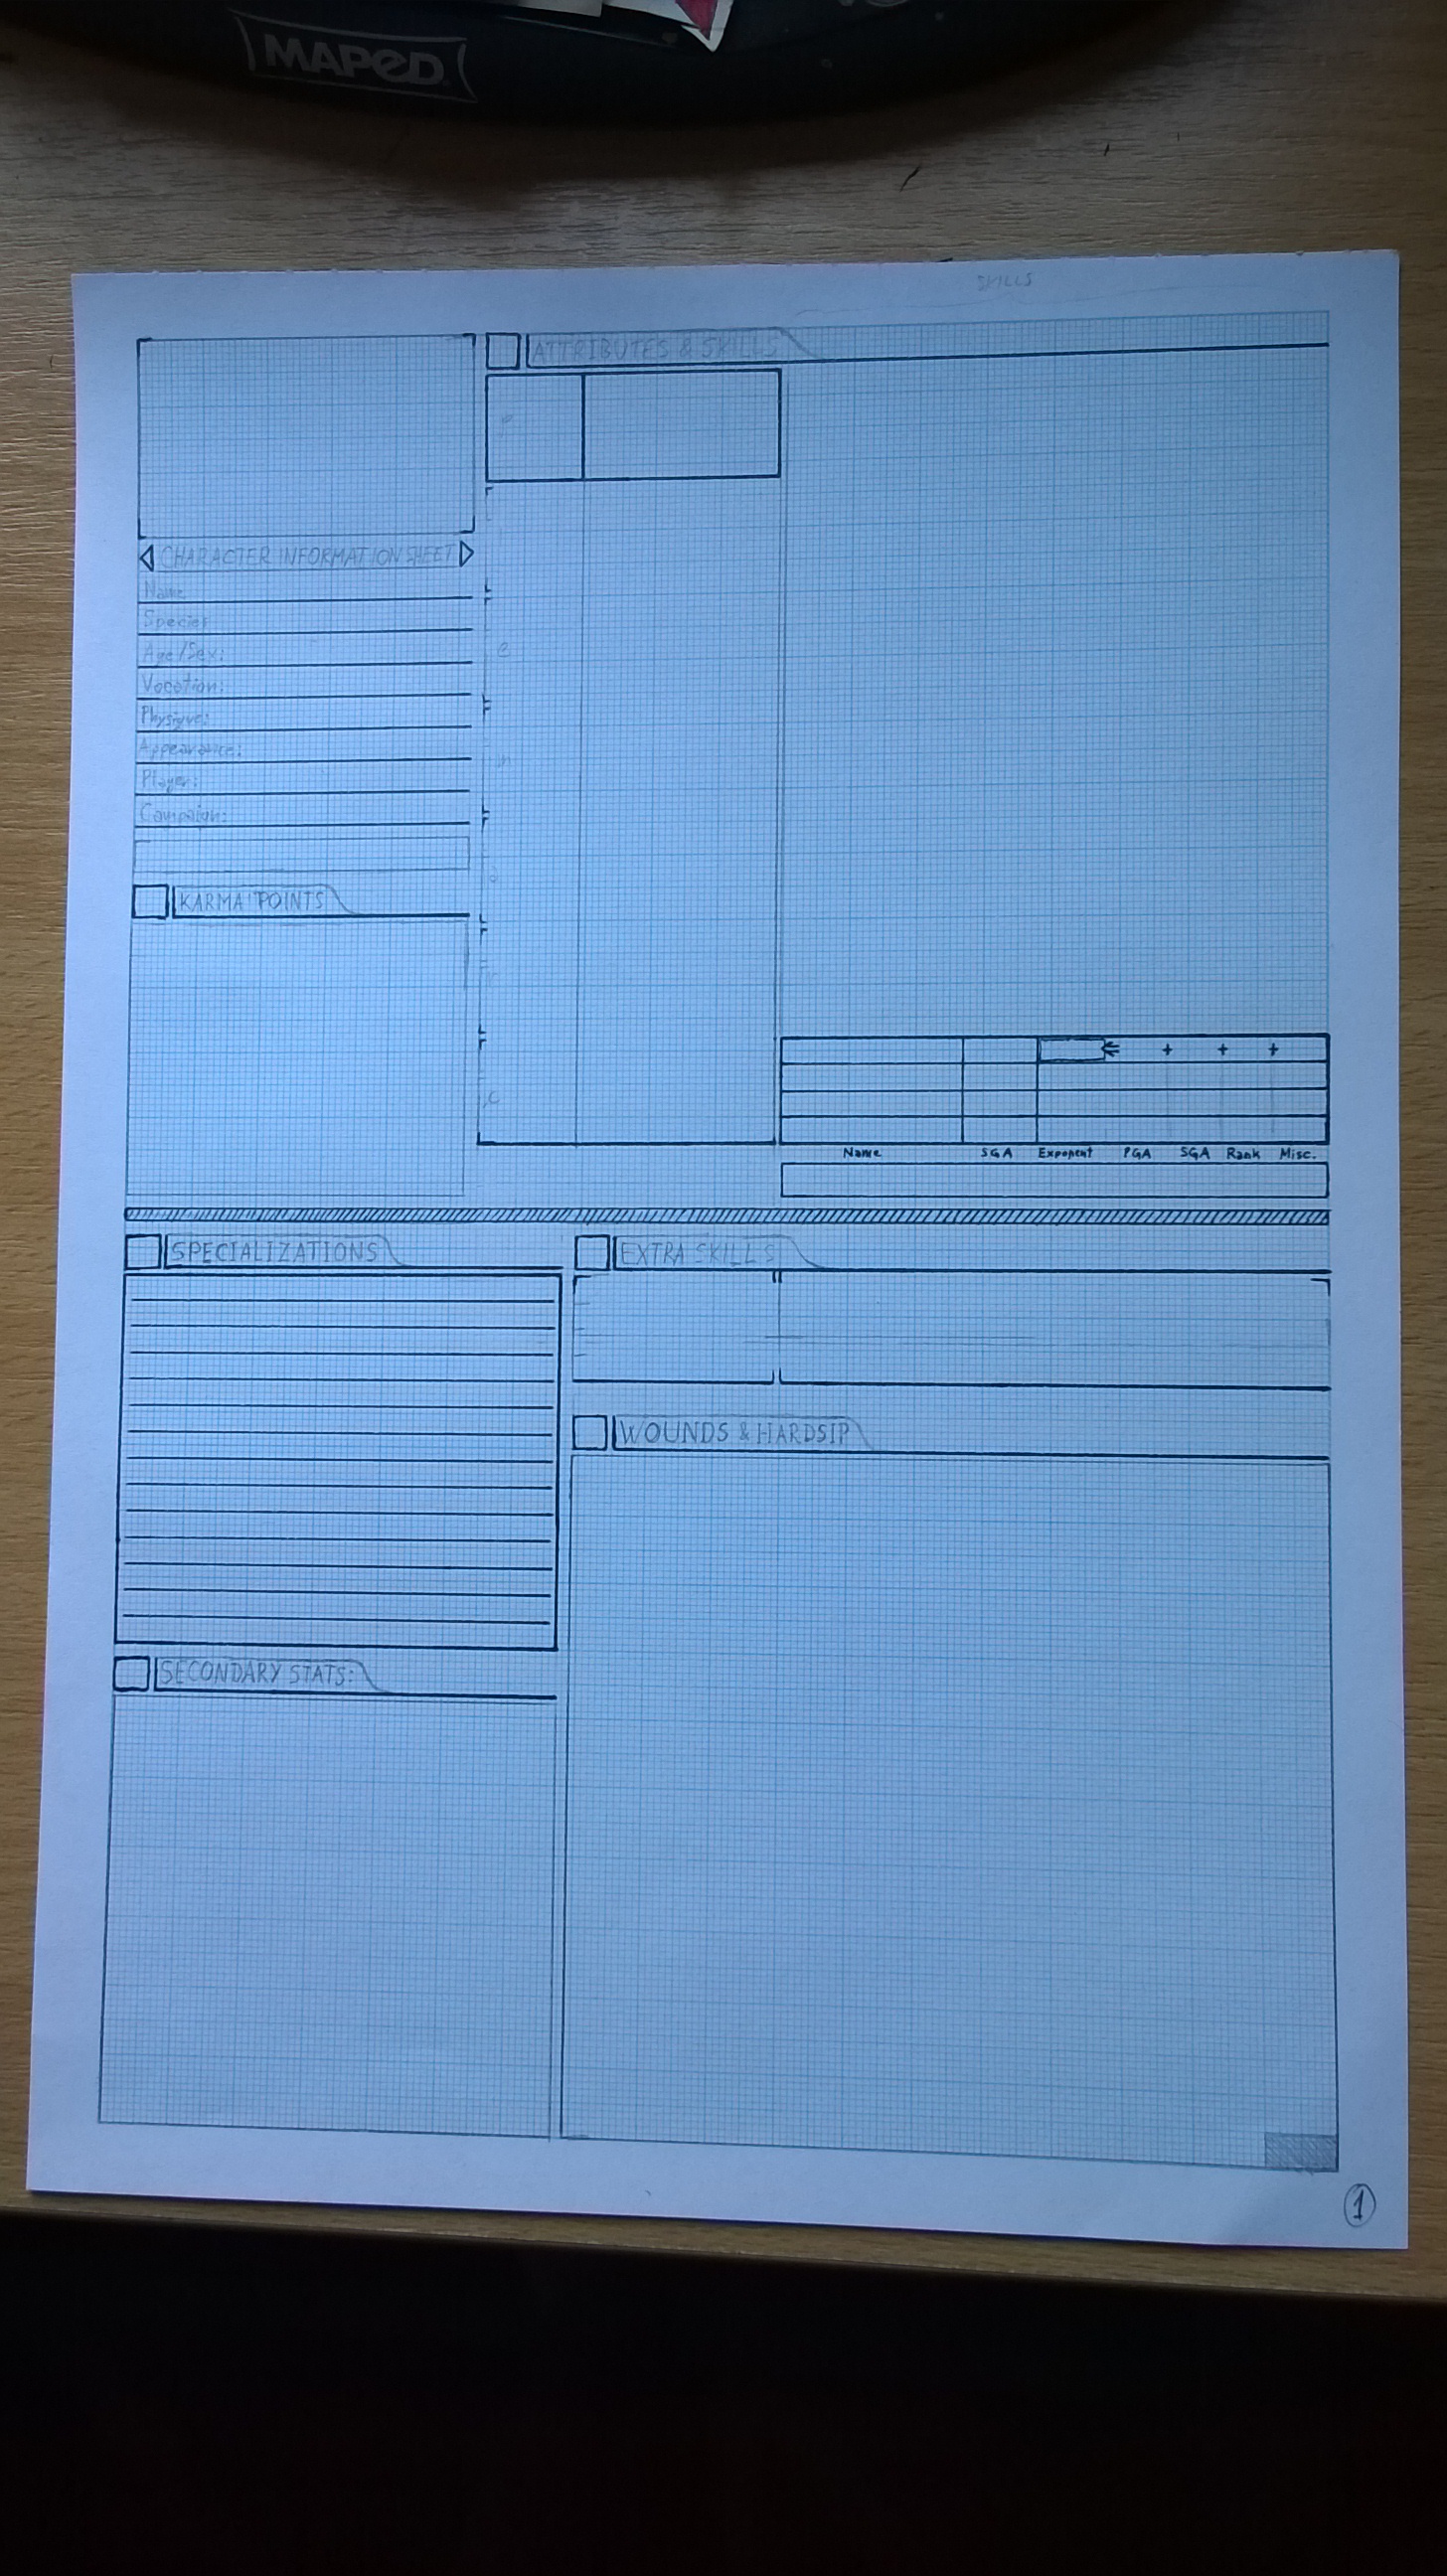 MAPED
SKILLS
ATTRIBUTES & SKILLS
CHARACTER INFORMATION SHEET
Name
Species
Age/Sex:
Vocation:
Physique:
Appearance:
Player:
Campaign:
KARMA POINTS
+ + +
Name SGA Exponent PGA SGA Rank Misc.
SPECIALIZATIONS
EXTRA SKILLS
WOUNDS & HARDSIP
SECONDARY STATS:
1